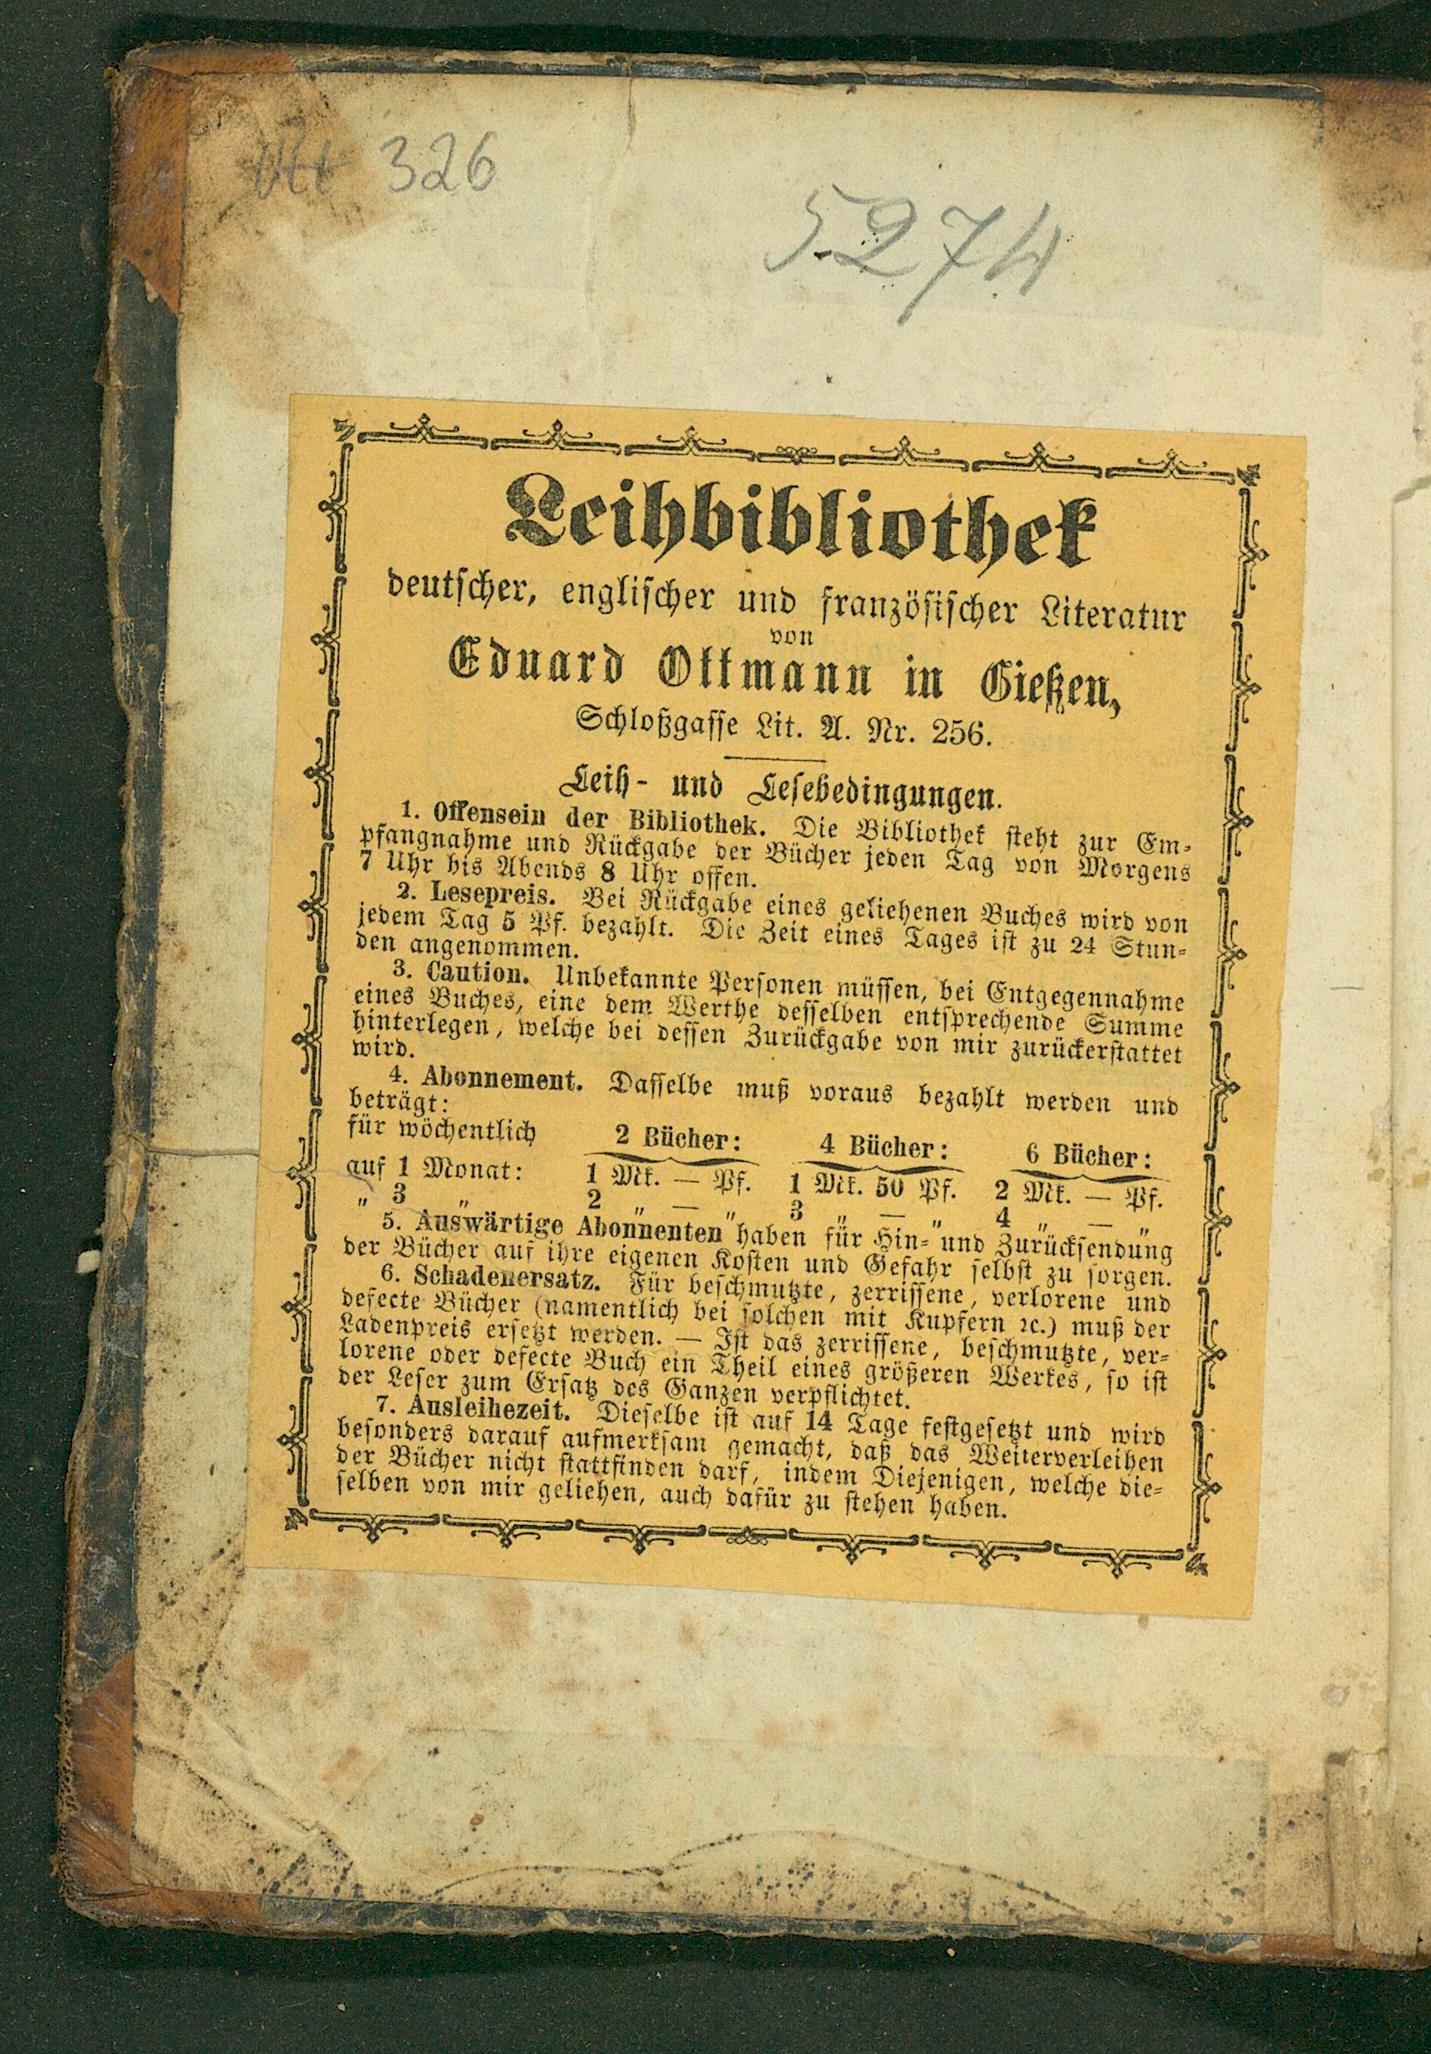 Ott 326
5274
Leihbibliothek
deutscher, englischer und französischer Literatur
von
Eduard Ottmann in Gießen,
Schloßgasse Lit. A. Nr. 256.
Leih- und Lesebedingungen.
1. Offensein der Bibliothek. Die Bibliothek steht zur Em-
pfangnahme und Rückgabe der Bücher jeden Tag von Morgens
7 Uhr bis Abends 8 Uhr offen.
2. Lesepreis. Bei Rückgabe eines geliehenen Buches wird von
jedem Tag 5 Pf. bezahlt. Die Zeit eines Tages ist zu 24 Stun-
den angenommen.
3. Caution. Unbekannte Personen müssen, bei Entgegennahme
eines Buches, eine dem Werthe desselben entsprechende Summe
hinterlegen, welche bei dessen Zurückgabe von mir zurückerstattet
wird.
4. Abonnement. Dasselbe muß voraus bezahlt werden und
beträgt:
für wöchentlich 2 Bücher: 4 Bücher: 6 Bücher:
auf 1 Monat: 1 Mk. — Pf. 1 Mk. 50 Pf. 2 Mk. — Pf.
„ 3 „ 2 „ — „ 3 „ — „ 4 „ — „
5. Auswärtige Abonnenten haben für Hin- und Zurücksendung
der Bücher auf ihre eigenen Kosten und Gefahr selbst zu sorgen.
6. Schadenersatz. Für beschmutzte, zerrissene, verlorene und
defecte Bücher (namentlich bei solchen mit Kupfern ꝛc.) muß der
Ladenpreis ersetzt werden. — Ist das zerrissene, beschmutzte, ver-
lorene oder defecte Buch ein Theil eines größeren Werkes, so ist
der Leser zum Ersatz des Ganzen verpflichtet.
7. Ausleihezeit. Dieselbe ist auf 14 Tage festgesetzt und wird
besonders darauf aufmerksam gemacht, daß das Weiterverleihen
der Bücher nicht stattfinden darf, indem Diejenigen, welche die-
selben von mir geliehen, auch dafür zu stehen haben.